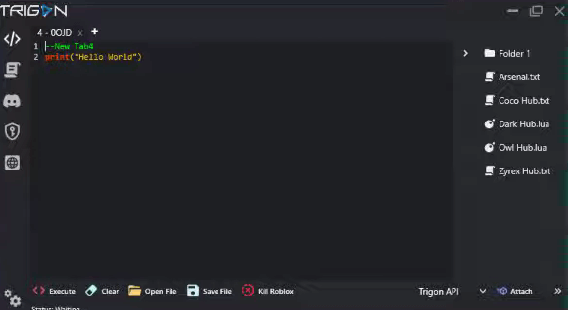 TRIGON
4 - 0OJD x +
1 --New Tab4
2 print("Hello World")
Folder 1
Arsenal.txt
Coco Hub.txt
Dark Hub.lua
Owl Hub.lua
Zyrex Hub.txt
Execute Clear Open File Save File Kill Roblox Trigon API Attach
Status: Waiting